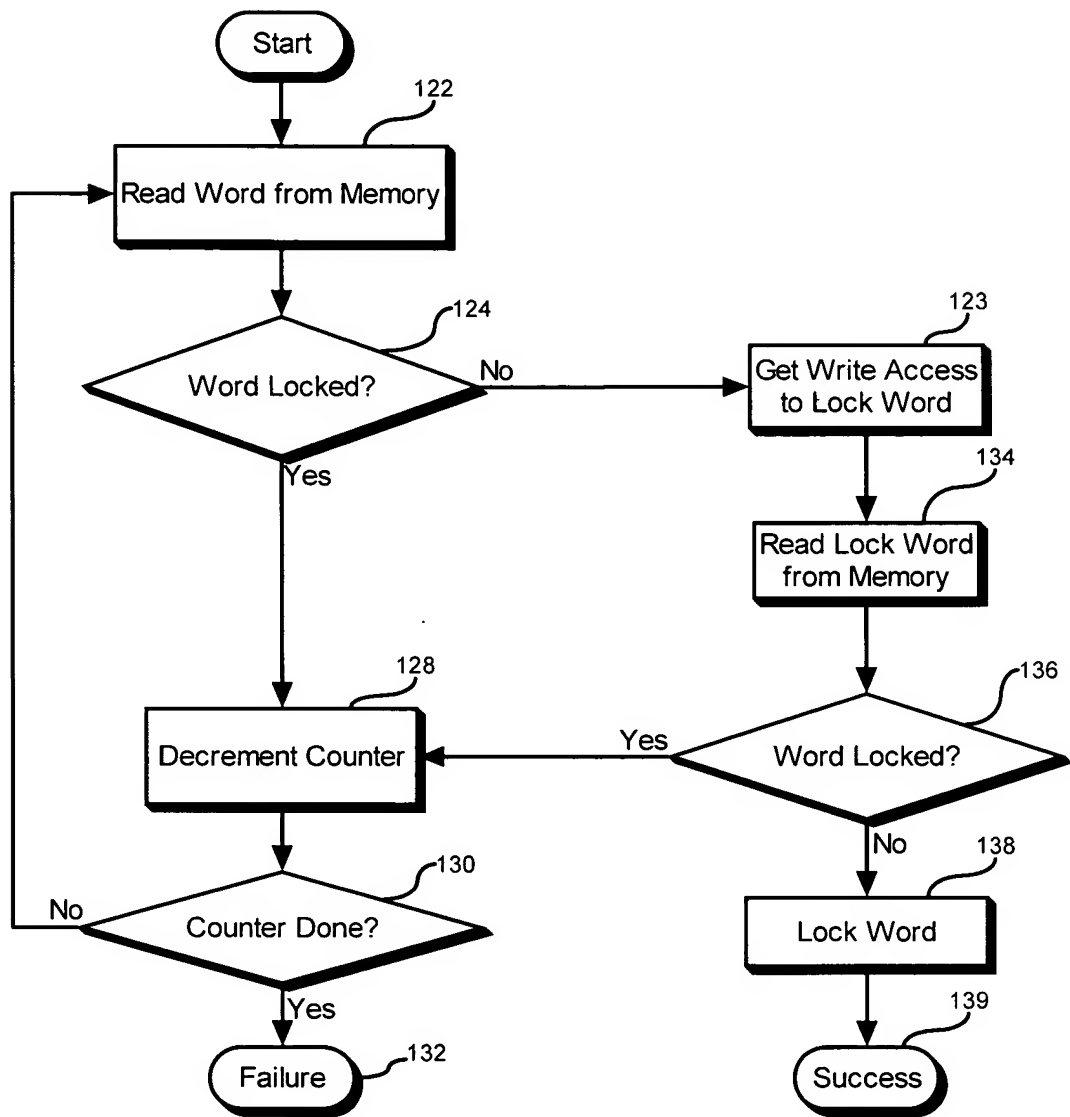 Start
122
Read Word from Memory
124
Word Locked?
No
Yes
123
Get Write Access
to Lock Word
134
Read Lock Word
from Memory
136
Word Locked?
Yes
No
128
Decrement Counter
130
Counter Done?
No
Yes
132
Failure
138
Lock Word
139
Success